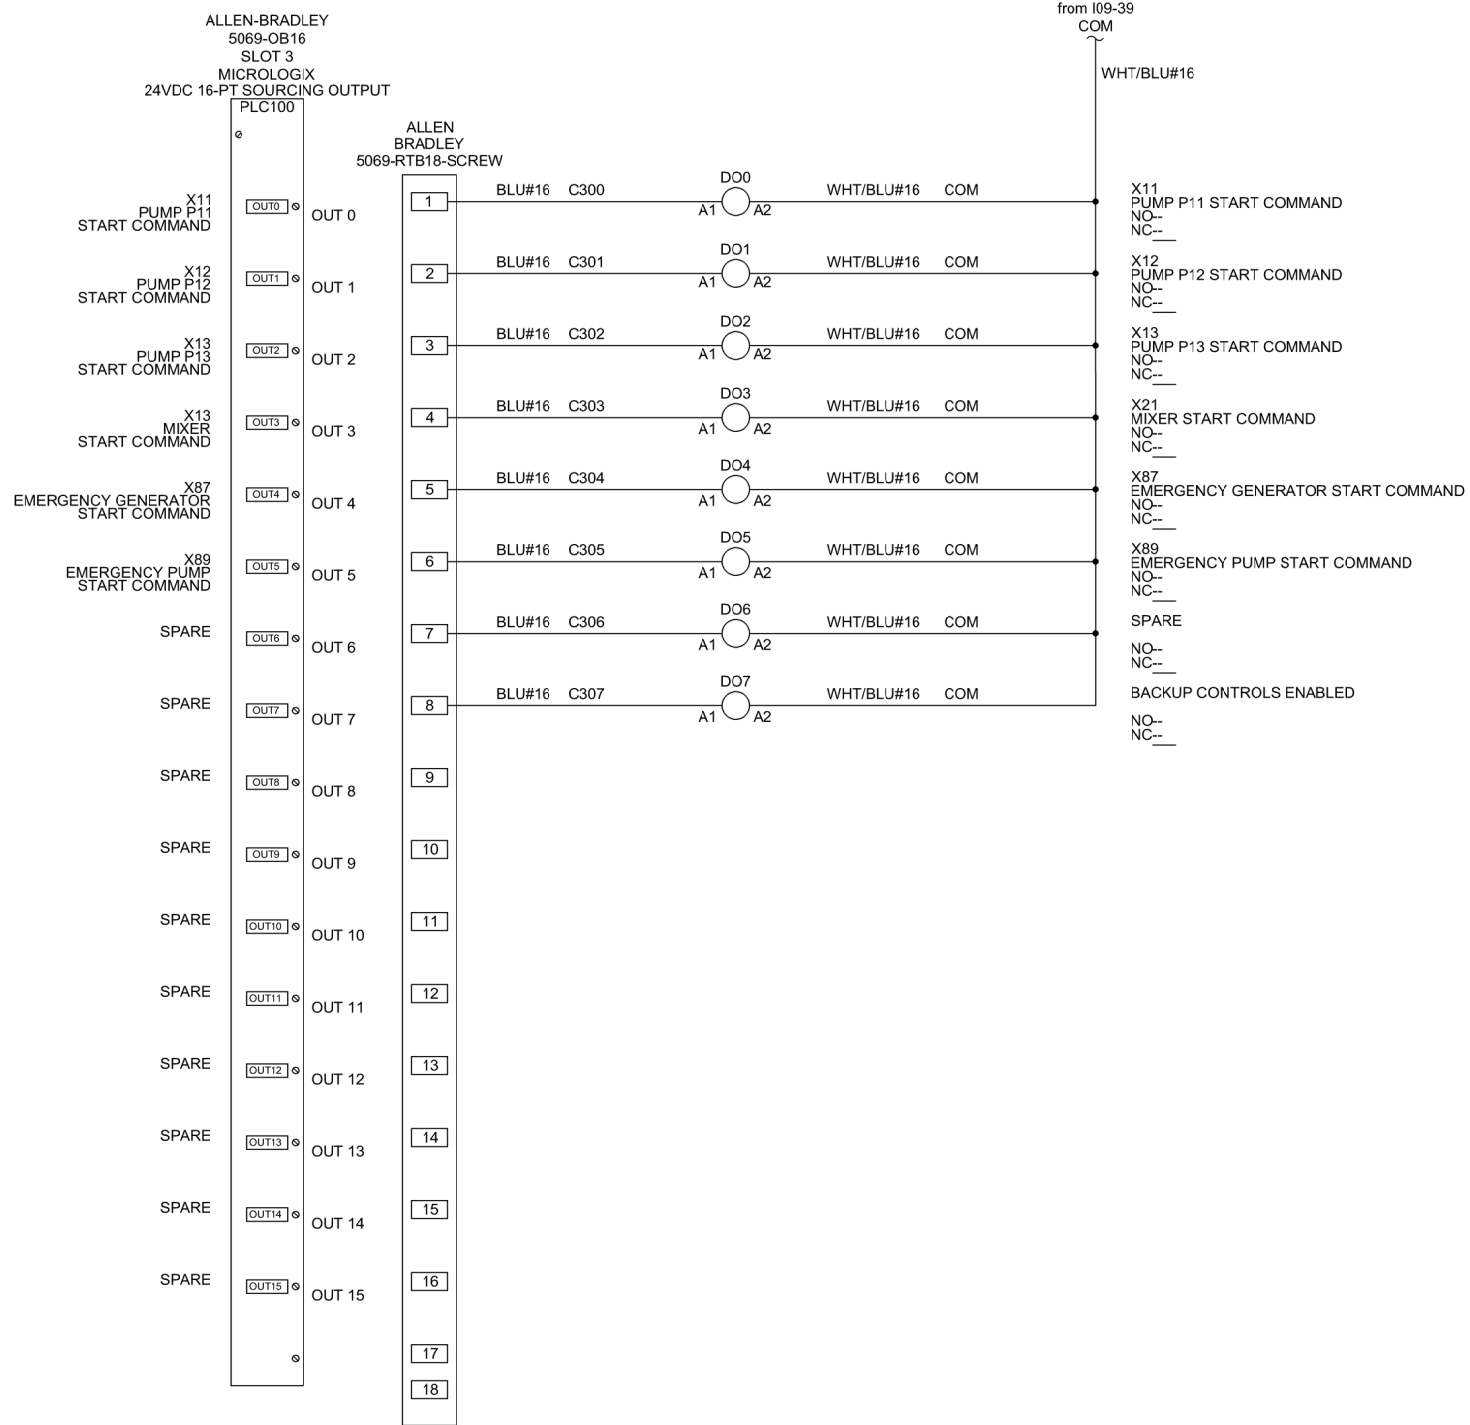 ALLEN-BRADLEY
5069-OB16
SLOT 3
MICROLOGIX
24VDC 16-PT SOURCING OUTPUT
PLC100
ALLEN
BRADLEY
5069-RTB18-SCREW
from I09-39
COM
WHT/BLU#16
X11
PUMP P11
START COMMAND
OUT0
OUT 0
1
BLU#16 C300
DO0
A1 A2
WHT/BLU#16 COM
X11
PUMP P11 START COMMAND
NO--
NC--___
X12
PUMP P12
START COMMAND
OUT1
OUT 1
2
BLU#16 C301
DO1
A1 A2
WHT/BLU#16 COM
X12
PUMP P12 START COMMAND
NO--
NC--___
X13
PUMP P13
START COMMAND
OUT2
OUT 2
3
BLU#16 C302
DO2
A1 A2
WHT/BLU#16 COM
X13
PUMP P13 START COMMAND
NO--
NC--___
X13
MIXER
START COMMAND
OUT3
OUT 3
4
BLU#16 C303
DO3
A1 A2
WHT/BLU#16 COM
X21
MIXER START COMMAND
NO--
NC--___
X87
EMERGENCY GENERATOR
START COMMAND
OUT4
OUT 4
5
BLU#16 C304
DO4
A1 A2
WHT/BLU#16 COM
X87
EMERGENCY GENERATOR START COMMAND
NO--
NC--___
X89
EMERGENCY PUMP
START COMMAND
OUT5
OUT 5
6
BLU#16 C305
DO5
A1 A2
WHT/BLU#16 COM
X89
EMERGENCY PUMP START COMMAND
NO--
NC--___
SPARE
OUT6
OUT 6
7
BLU#16 C306
DO6
A1 A2
WHT/BLU#16 COM
SPARE
NO--
NC--___
SPARE
OUT7
OUT 7
8
BLU#16 C307
DO7
A1 A2
WHT/BLU#16 COM
BACKUP CONTROLS ENABLED
NO--
NC--___
SPARE
OUT8
OUT 8
9
SPARE
OUT9
OUT 9
10
SPARE
OUT10
OUT 10
11
SPARE
OUT11
OUT 11
12
SPARE
OUT12
OUT 12
13
SPARE
OUT13
OUT 13
14
SPARE
OUT14
OUT 14
15
SPARE
OUT15
OUT 15
16
17
18